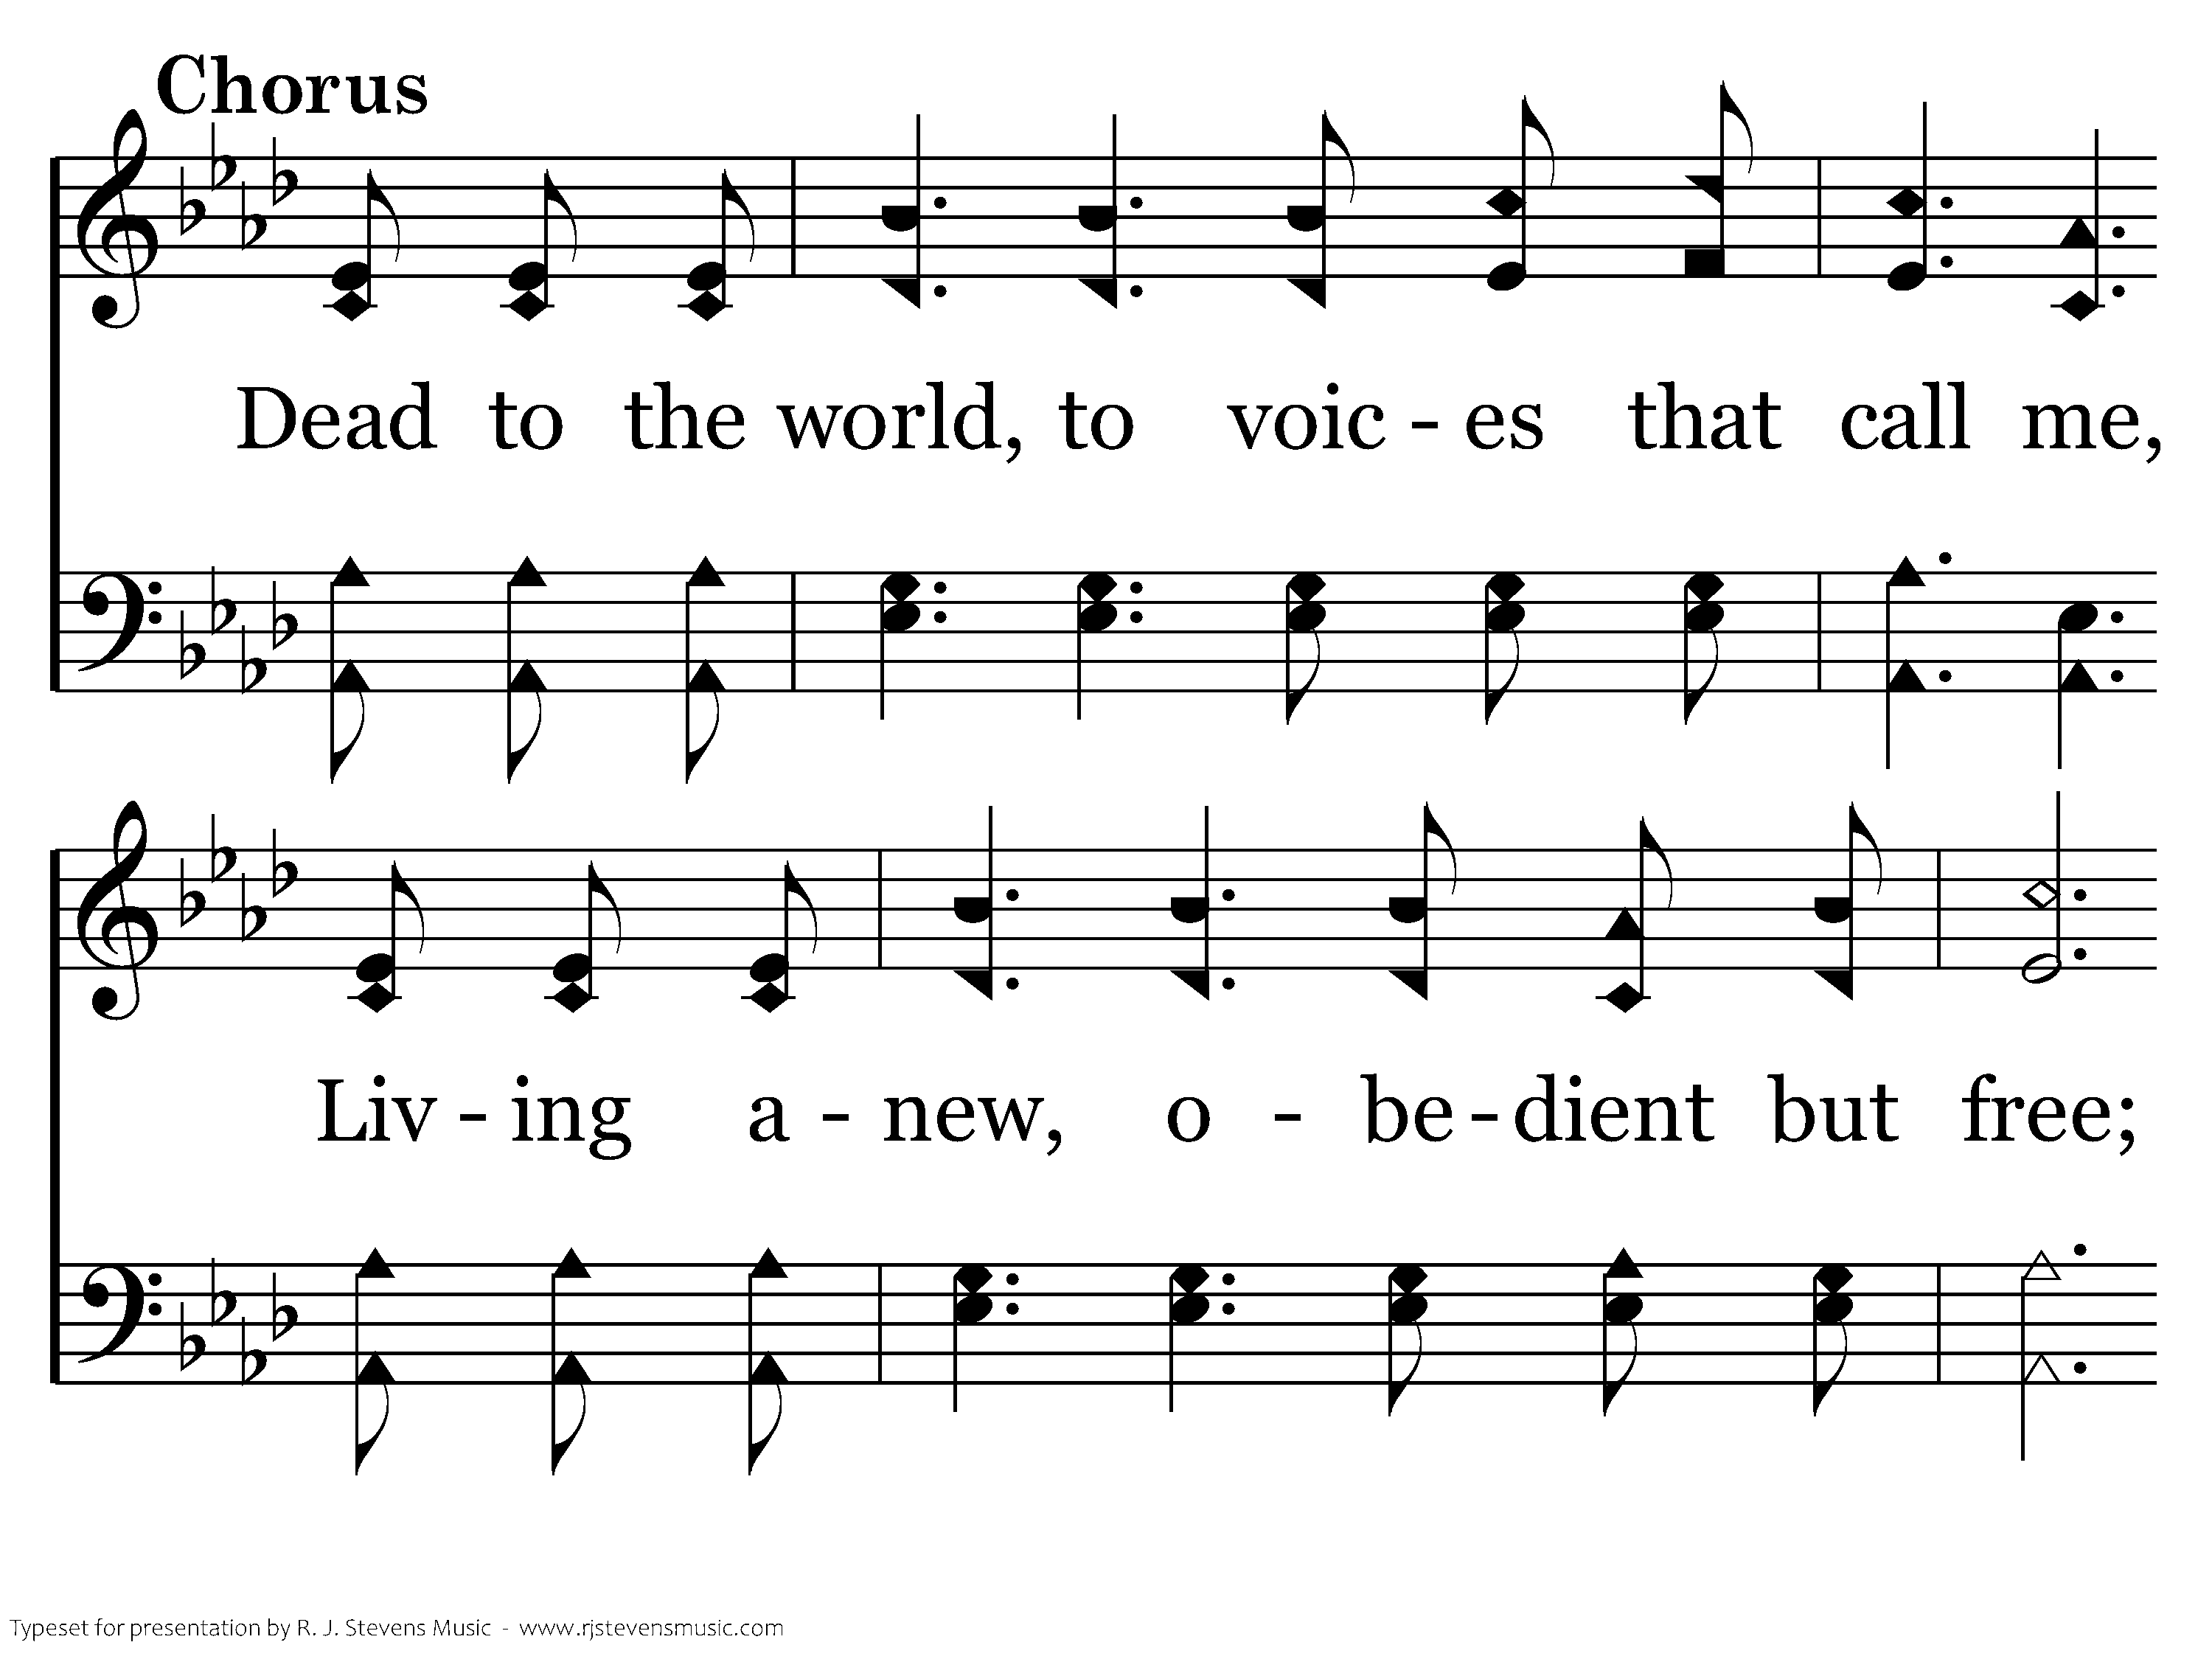 Chorus
Dead to the world, to voic - es that call me,
Liv - ing a - new, o - be - dient but free;
Typeset for presentation by R. J. Stevens Music - www.rjstevensmusic.com